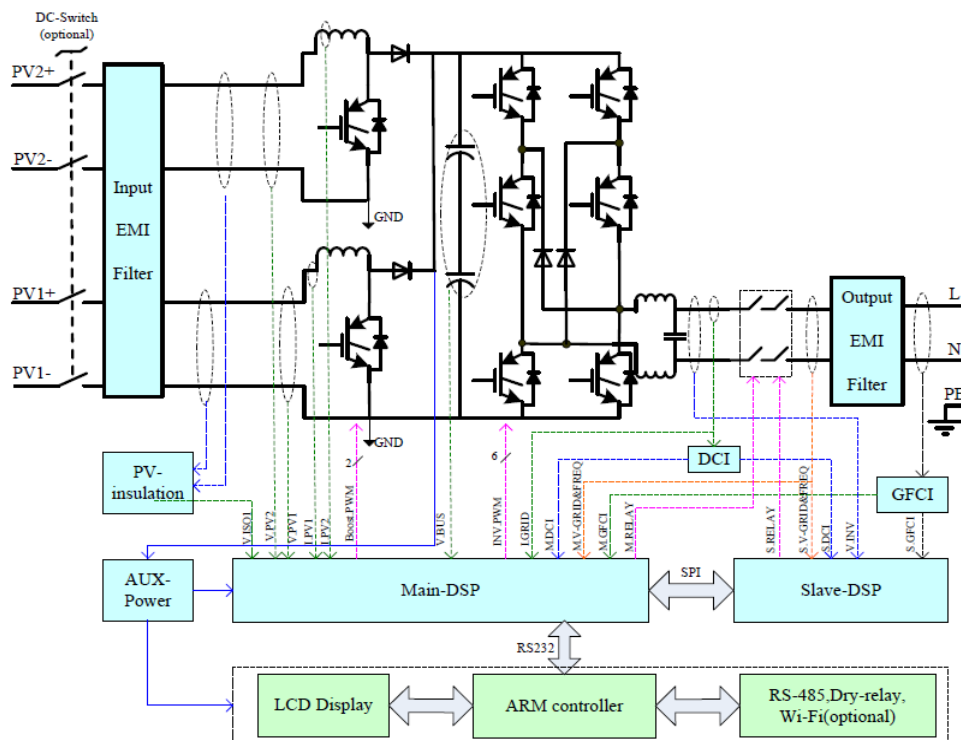 DC-Switch
(optional)
PV2+
PV2-
PV1+
PV1-
Input
EMI
Filter
GND
GND
Output
EMI
Filter
L
N
PE
PV-
insulation
DCI
GFCI
V.ISO1
V.PV2
V.PV1
I.PV1
I.PV2
Boost.PWM
2
V.BUS
INV.PWM
6
I.GRID
M.DCI
M.V-GRID&FREQ
M.GFCI
M.RELAY
S.RELAY
S.V-GRID&FREQ
S.DCI
V.INV
S.GFCI
AUX-
Power
Main-DSP
SPI
Slave-DSP
RS232
LCD Display
ARM controller
RS-485,Dry-relay,
Wi-Fi(optional)